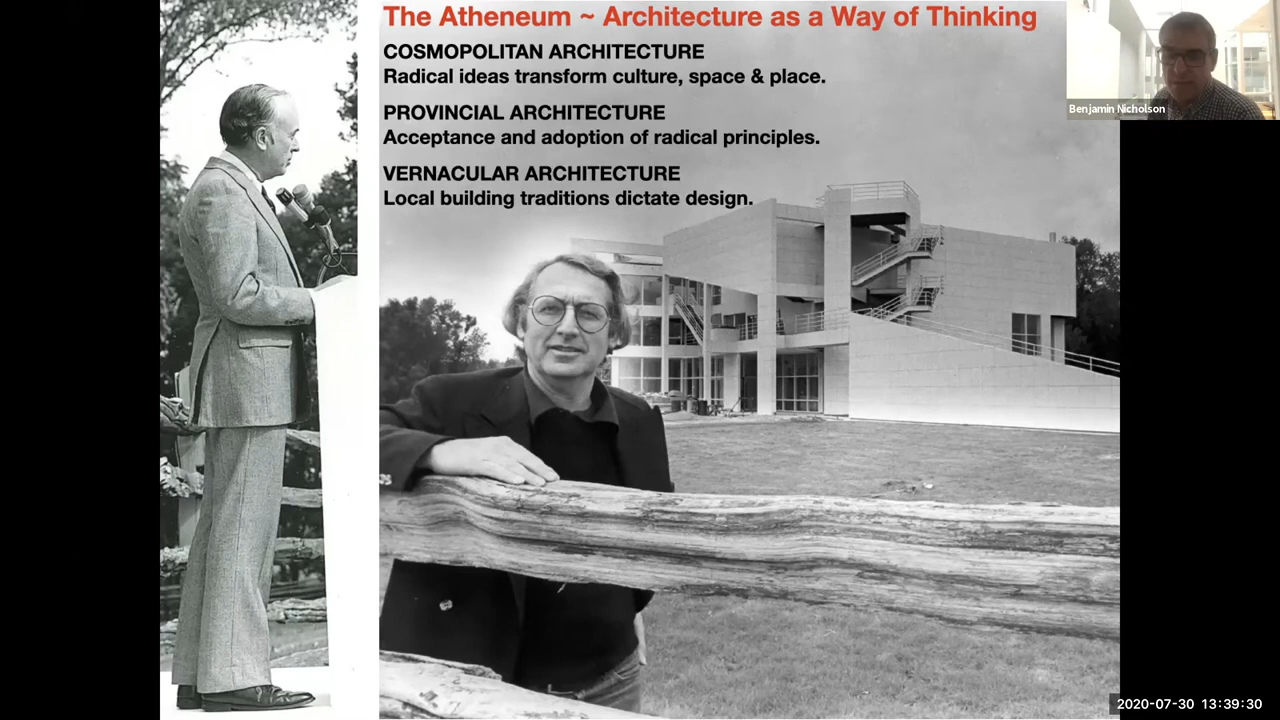 The Atheneum ~ Architecture as a Way of Thinking
COSMOPOLITAN ARCHITECTURE
Radical ideas transform culture, space & place.
PROVINCIAL ARCHITECTURE
Acceptance and adoption of radical principles.
VERNACULAR ARCHITECTURE
Local building traditions dictate design.
Benjamin Nicholson
2020-07-30 13:39:30